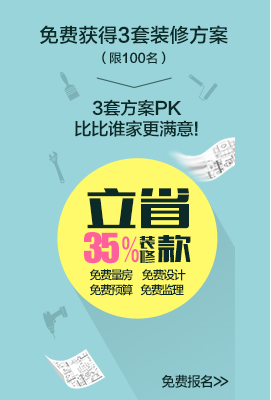 免费获得3套装修方案
(限100名)
3套方案PK
比比谁家更满意!
立省
35%装修款
免费量房 免费设计
免费预算 免费监理
免费报名>>